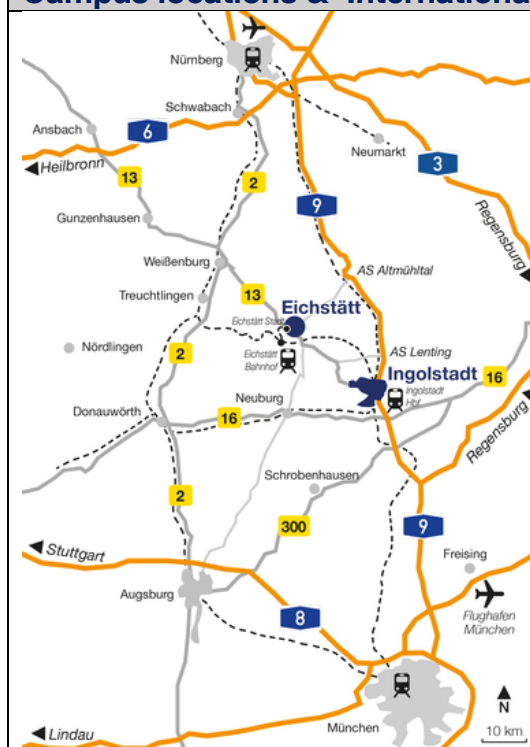 Campus locations & Internationa
Nürnberg
Schwabach
Ansbach
6
Neumarkt
3
Heilbronn
13
2
9
Regensburg
Gunzenhausen
Weißenburg
AS Altmühltal
13
Treuchtlingen
Eichstätt
Eichstätt Stadt
Nördlingen
2
Eichstätt
Bahnhof
AS Lenting
Ingolstadt
16
Ingolstadt
Hbf
Neuburg
Donauwörth
16
Regensburg
Schrobenhausen
2
300
9
Stuttgart
Freising
Augsburg
8
Flughafen
München
N
München
10 km
Lindau